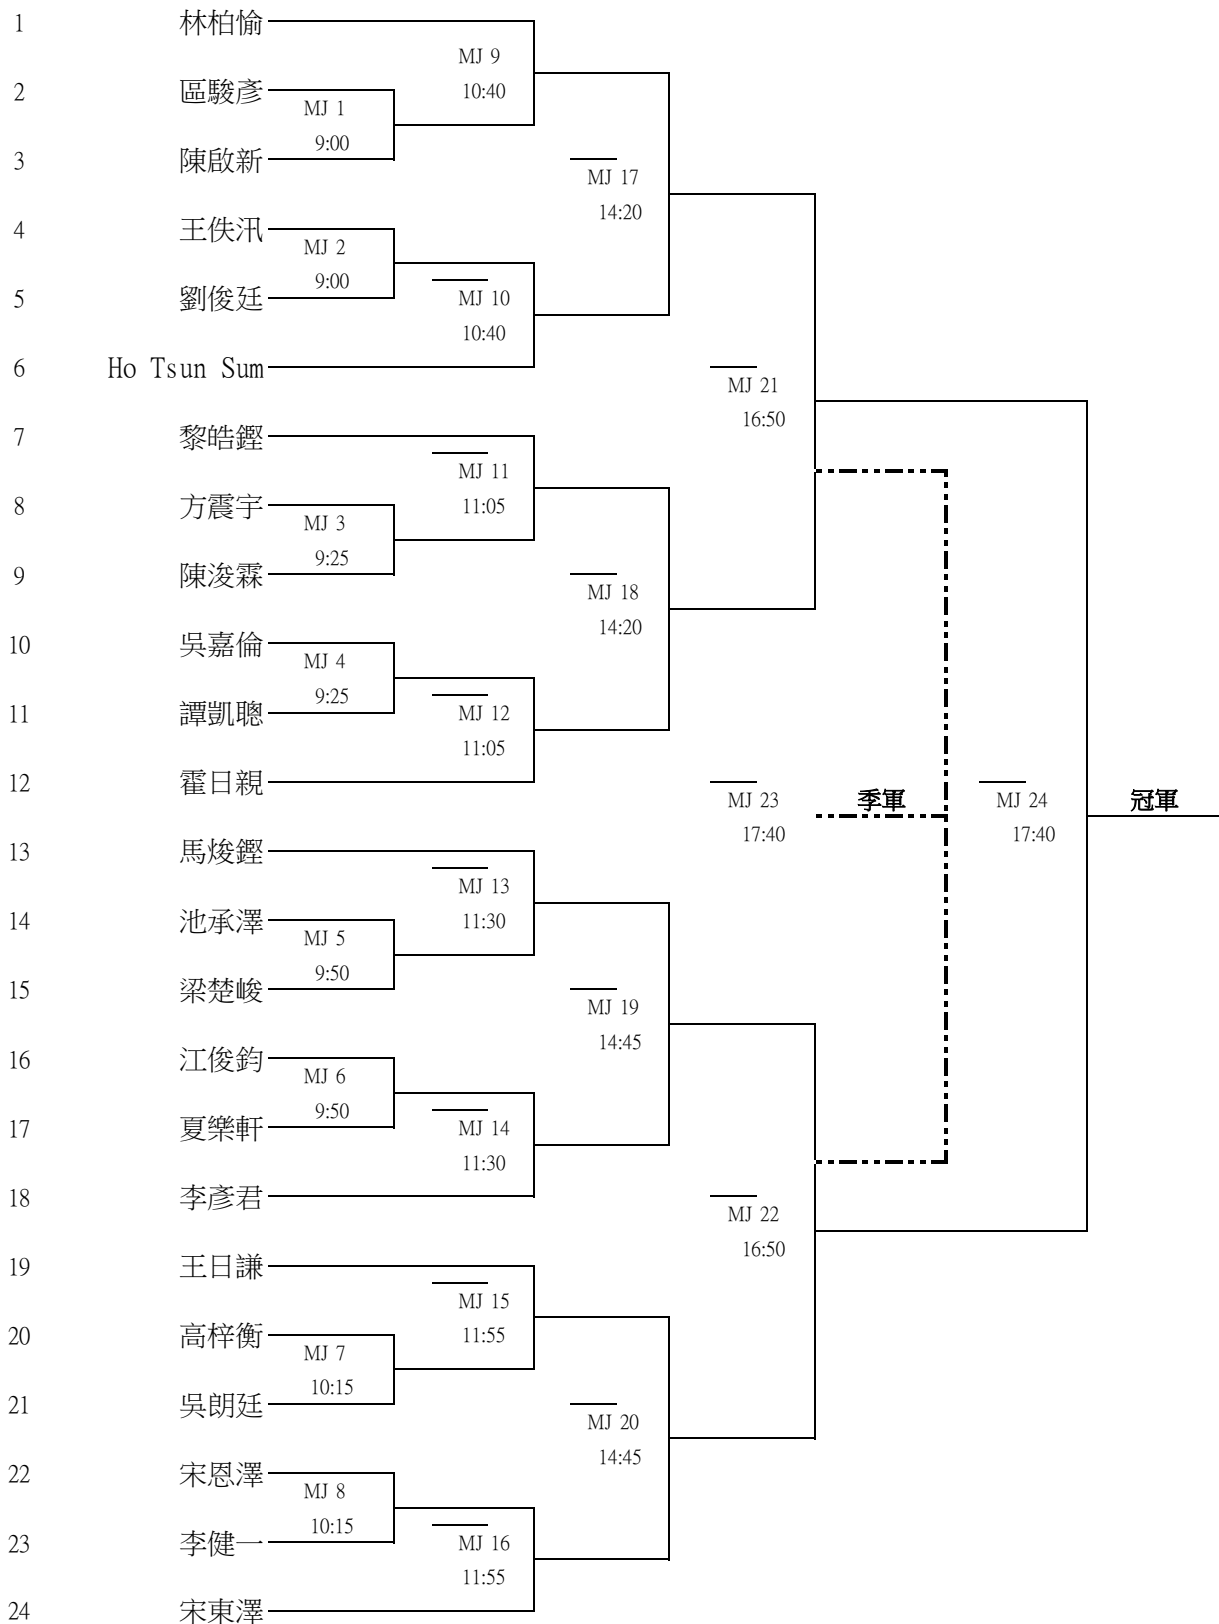 1 林柏愉
MJ 9
2 區駿彥 10:40
MJ 1
9:00
3 陳啟新
MJ 17
14:20
4 王佚汛
MJ 2
9:00
5 劉俊廷 MJ 10
10:40
6 Ho Tsun Sum
MJ 21
16:50
7 黎皓鏗
MJ 11
8 方震宇 11:05
MJ 3
9:25
9 陳浚霖
MJ 18
14:20
10 吳嘉倫
MJ 4
9:25
11 譚凱聰 MJ 12
11:05
12 霍日親
MJ 23 季軍 MJ 24 冠軍
17:40 17:40
13 馬焌鏗
MJ 13
14 池承澤 11:30
MJ 5
9:50
15 梁楚峻
MJ 19
14:45
16 江俊鈞
MJ 6
9:50
17 夏樂軒 MJ 14
11:30
18 李彥君
MJ 22
16:50
19 王日謙
MJ 15
20 高梓衡 11:55
MJ 7
10:15
21 吳朗廷
MJ 20
14:45
22 宋恩澤
MJ 8
10:15
23 李健一 MJ 16
11:55
24 宋東澤